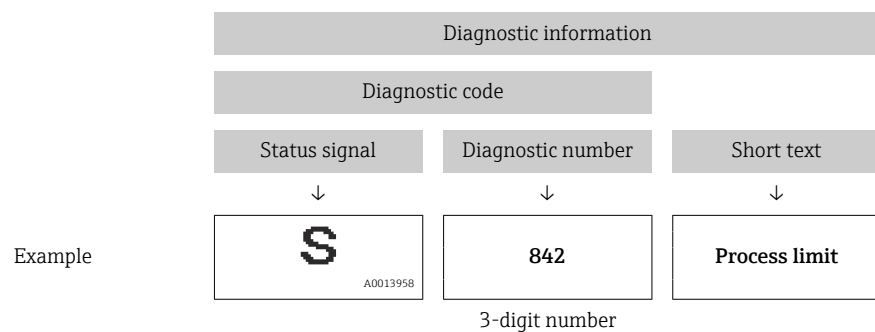 Diagnostic information
Diagnostic code
Status signal Diagnostic number Short text
↓ ↓ ↓
Example S 842 Process limit
A0013958
3-digit number